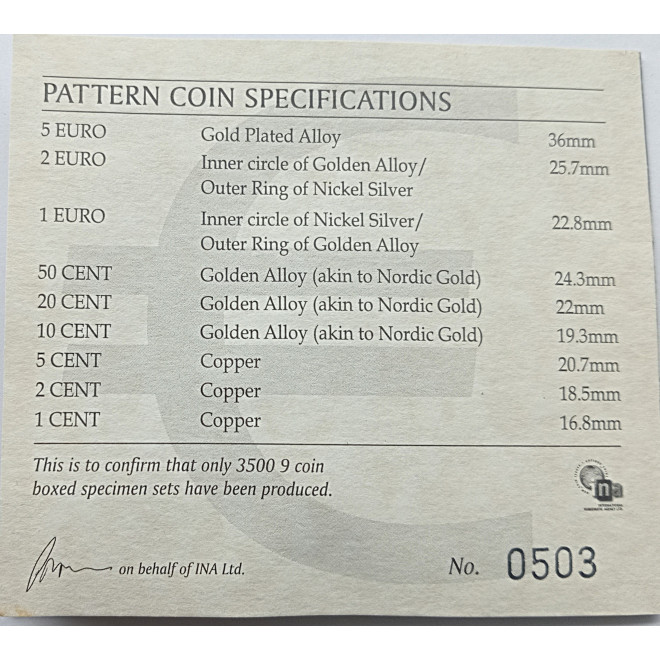 PATTERN COIN SPECIFICATIONS
5 EURO Gold Plated Alloy 36mm
2 EURO Inner circle of Golden Alloy/ 25.7mm
Outer Ring of Nickel Silver
1 EURO Inner circle of Nickel Silver/ 22.8mm
Outer Ring of Golden Alloy
50 CENT Golden Alloy (akin to Nordic Gold) 24.3mm
20 CENT Golden Alloy (akin to Nordic Gold) 22mm
10 CENT Golden Alloy (akin to Nordic Gold) 19.3mm
5 CENT Copper 20.7mm
2 CENT Copper 18.5mm
1 CENT Copper 16.8mm
This is to confirm that only 3500 9 coin
boxed specimen sets have been produced.
ina
on behalf of INA Ltd.
No. 0503